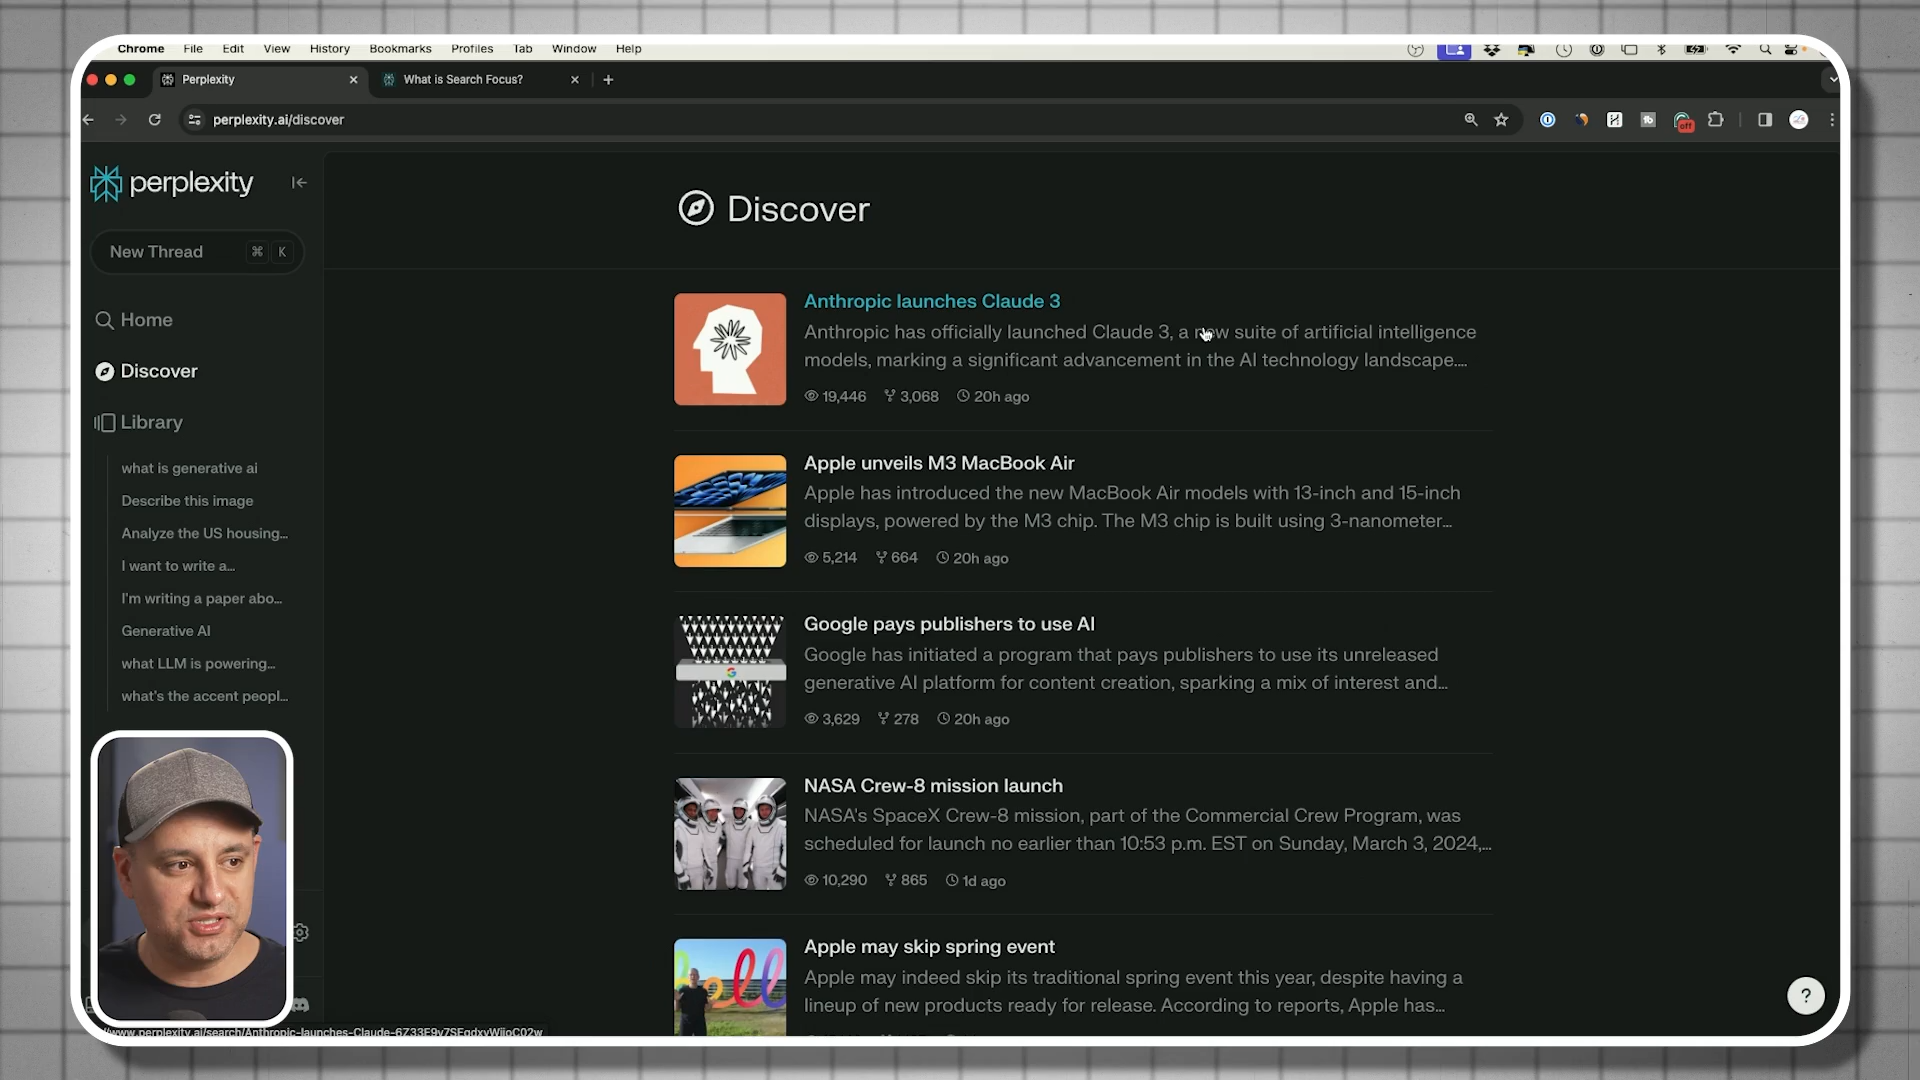 Chrome File Edit View History Bookmarks Profiles Tab Window Help
Perplexity
What is Search Focus?
perplexity.ai/discover
off
perplexity
New Thread ⌘ K
Home
Discover
Library
what is generative ai
Describe this image
Analyze the US housing...
I want to write a...
I'm writing a paper abo...
Generative AI
what LLM is powering...
what's the accent peopl...
Discover
Anthropic launches Claude 3
Anthropic has officially launched Claude 3, a new suite of artificial intelligence
models, marking a significant advancement in the AI technology landscape....
19,446 3,068 20h ago
Apple unveils M3 MacBook Air
Apple has introduced the new MacBook Air models with 13-inch and 15-inch
displays, powered by the M3 chip. The M3 chip is built using 3-nanometer...
5,214 664 20h ago
Google pays publishers to use AI
Google has initiated a program that pays publishers to use its unreleased
generative AI platform for content creation, sparking a mix of interest and...
3,629 278 20h ago
NASA Crew-8 mission launch
NASA's SpaceX Crew-8 mission, part of the Commercial Crew Program, was
scheduled for launch no earlier than 10:53 p.m. EST on Sunday, March 3, 2024,...
10,290 865 1d ago
Apple may skip spring event
Apple may indeed skip its traditional spring event this year, despite having a
lineup of new products ready for release. According to reports, Apple has...
?